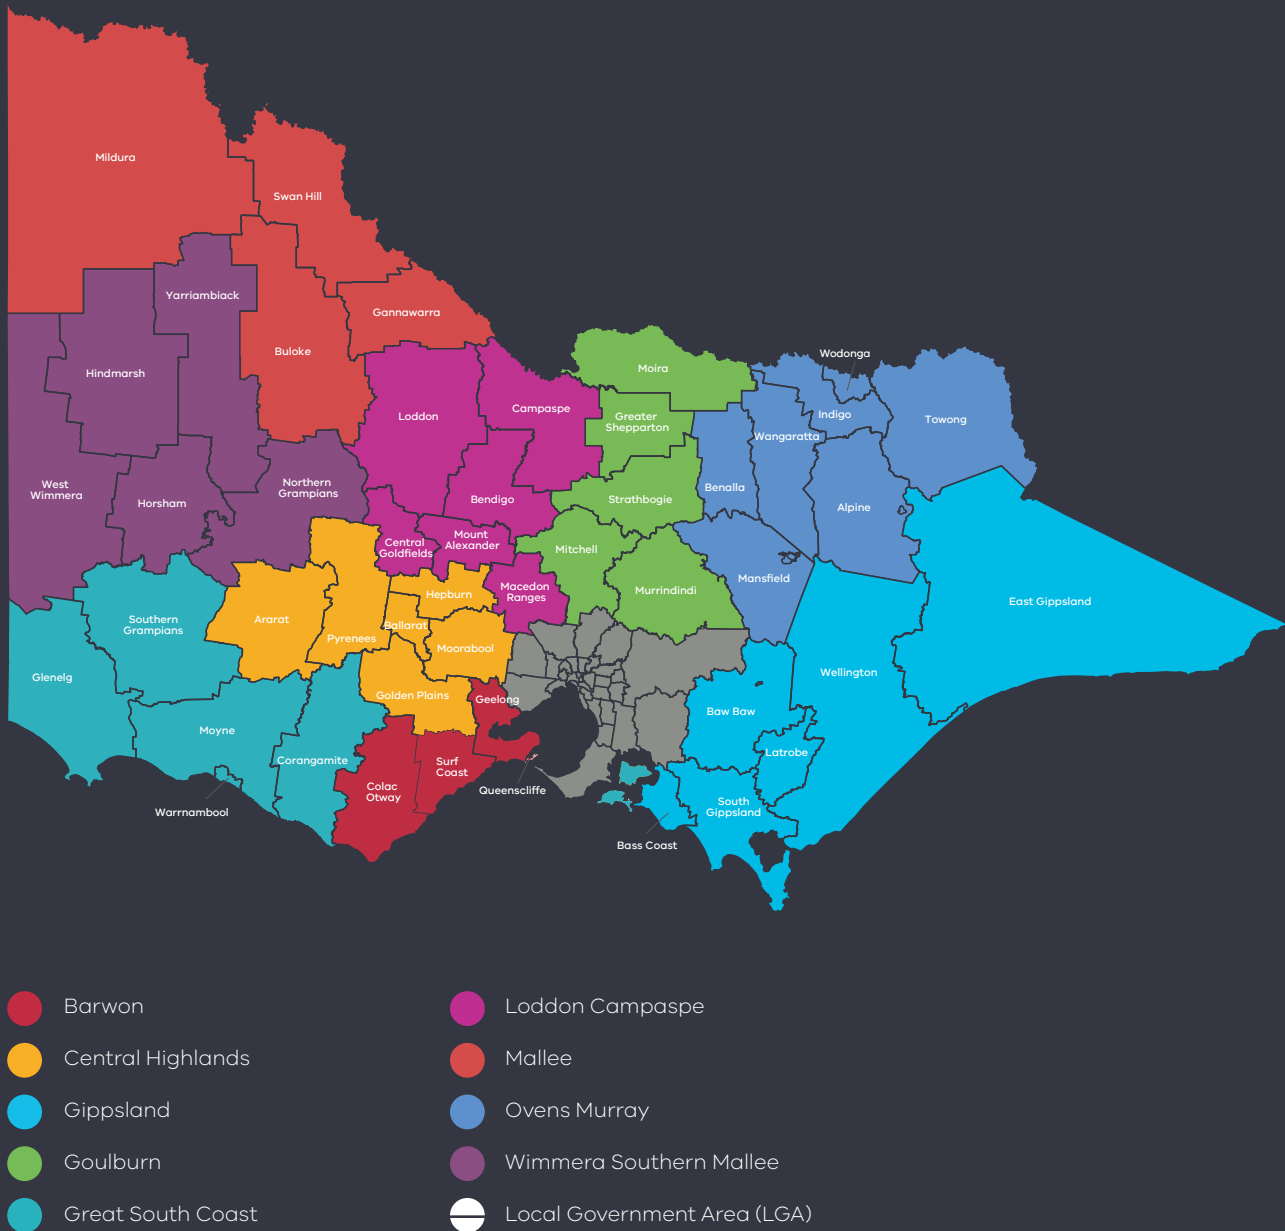 Mildura
Swan Hill
Yarriambiack
Gannawarra
Buloke
Wodonga
Moira
Hindmarsh
Loddon
Campaspe
Greater
Shepparton
Indigo
Towong
Wangaratta
West
Wimmera
Horsham
Northern
Grampians
Bendigo
Strathbogie
Benalla
Alpine
Central
Goldfields
Mount
Alexander
Mitchell
Mansfield
Macedon
Ranges
Murrindindi
Hepburn
East Gippsland
Southern
Grampians
Ararat
Pyrenees
Ballarat
Moorabool
Glenelg
Wellington
Golden Plains
Geelong
Baw Baw
Moyne
Corangamite
Surf
Coast
Latrobe
Colac
Otway
Queenscliffe
South
Gippsland
Warrnambool
Bass Coast
Barwon
Central Highlands
Gippsland
Goulburn
Great South Coast
Loddon Campaspe
Mallee
Ovens Murray
Wimmera Southern Mallee
Local Government Area (LGA)